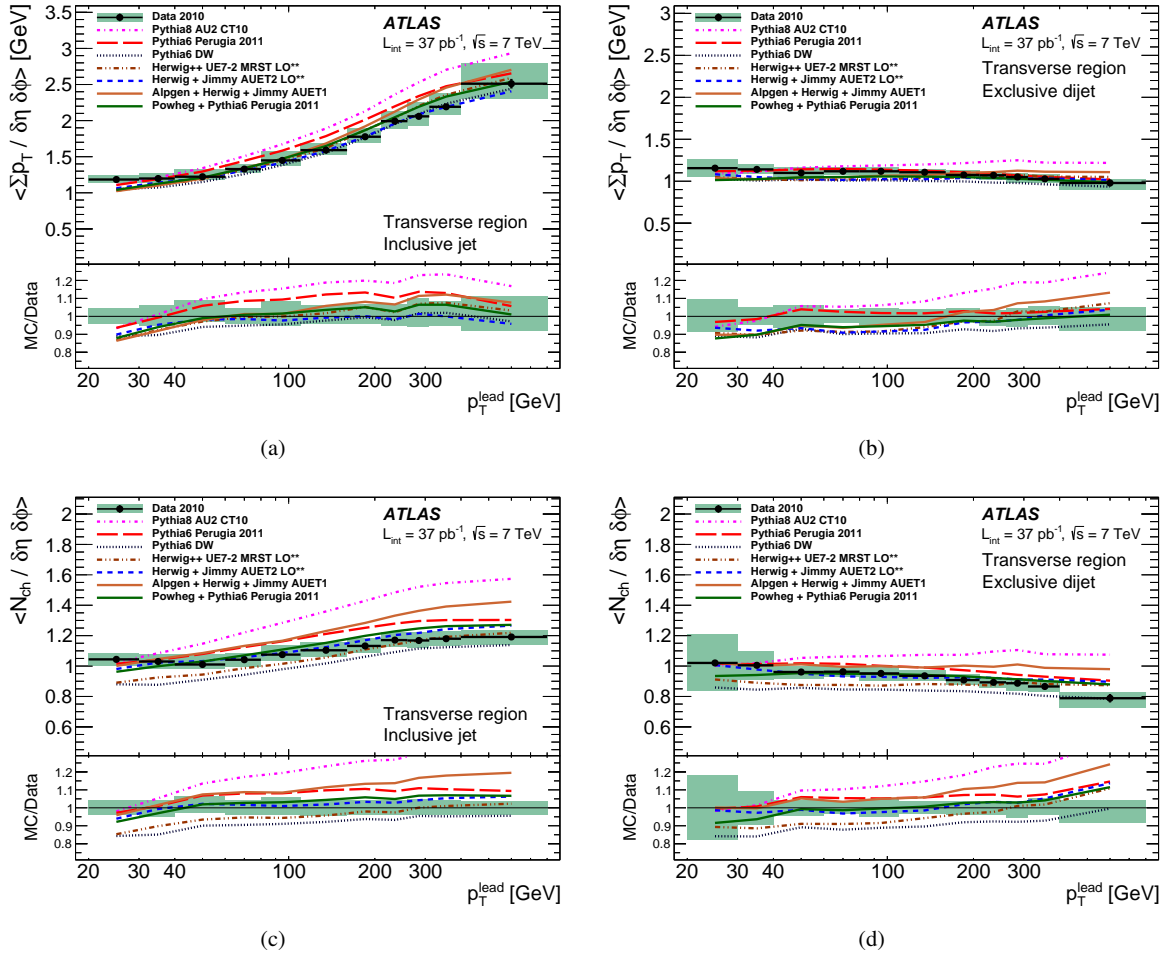 <Σp_T / δη δϕ> [GeV]
3.5
3
2.5
2
1.5
1
0.5
Data 2010
Pythia8 AU2 CT10
Pythia6 Perugia 2011
Pythia6 DW
Herwig++ UE7-2 MRST LO**
Herwig + Jimmy AUET2 LO**
Alpgen + Herwig + Jimmy AUET1
Powheg + Pythia6 Perugia 2011
ATLAS
L_int = 37 pb^-1, √s = 7 TeV
Transverse region
Inclusive jet
MC/Data
1.2
1.1
1
0.9
0.8
20 30 40 100 200 300
p_T^lead [GeV]
(a)
<Σp_T / δη δϕ> [GeV]
3
2.5
2
1.5
1
0.5
Data 2010
Pythia8 AU2 CT10
Pythia6 Perugia 2011
Pythia6 DW
Herwig++ UE7-2 MRST LO**
Herwig + Jimmy AUET2 LO**
Alpgen + Herwig + Jimmy AUET1
Powheg + Pythia6 Perugia 2011
ATLAS
L_int = 37 pb^-1, √s = 7 TeV
Transverse region
Exclusive dijet
MC/Data
1.2
1.1
1
0.9
0.8
20 30 40 100 200 300
p_T^lead [GeV]
(b)
<N_ch / δη δϕ>
2
1.8
1.6
1.4
1.2
1
0.8
0.6
Data 2010
Pythia8 AU2 CT10
Pythia6 Perugia 2011
Pythia6 DW
Herwig++ UE7-2 MRST LO**
Herwig + Jimmy AUET2 LO**
Alpgen + Herwig + Jimmy AUET1
Powheg + Pythia6 Perugia 2011
ATLAS
L_int = 37 pb^-1, √s = 7 TeV
Transverse region
Inclusive jet
MC/Data
1.2
1.1
1
0.9
0.8
20 30 40 100 200 300
p_T^lead [GeV]
(c)
<N_ch / δη δϕ>
2
1.8
1.6
1.4
1.2
1
0.8
0.6
Data 2010
Pythia8 AU2 CT10
Pythia6 Perugia 2011
Pythia6 DW
Herwig++ UE7-2 MRST LO**
Herwig + Jimmy AUET2 LO**
Alpgen + Herwig + Jimmy AUET1
Powheg + Pythia6 Perugia 2011
ATLAS
L_int = 37 pb^-1, √s = 7 TeV
Transverse region
Exclusive dijet
MC/Data
1.2
1.1
1
0.9
0.8
20 30 40 100 200 300
p_T^lead [GeV]
(d)